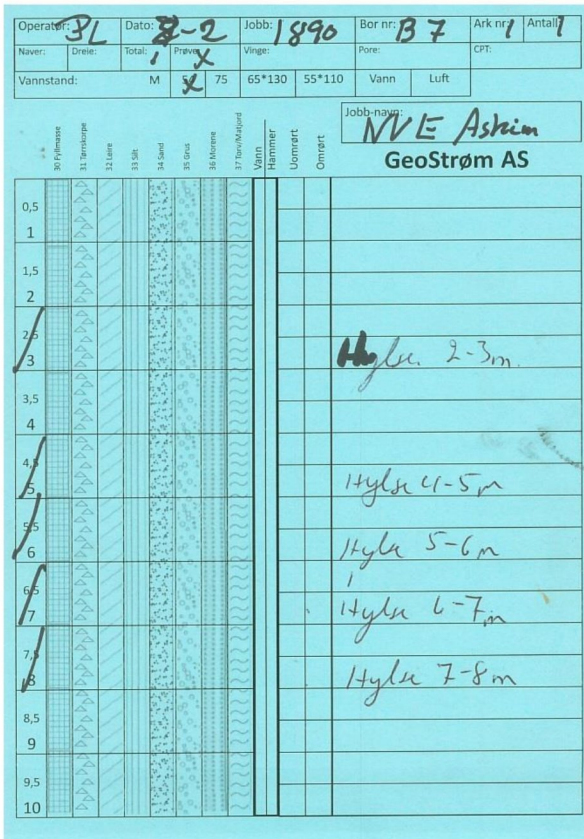 Operatør: BL Dato: 8-2 Jobb: 1890 Bor nr: B7 Ark nr: 1 Antall: 1
Naver: Dreie: Total: Prøve: X Vinge: Pore: CPT:
Vannstand: M X 75 65*130 55*110 Vann Luft
Jobb-navn: NVE Askim
GeoStrøm AS
30 Fyllmasse
31 Tørrskorpe
32 Leire
33 Silt
34 Sand
35 Grus
36 Morene
37 Torv/Matjord
Vann
Hammer
Uomrørt
Omrørt
0,5
1
1,5
2
2,5
3 Hylse 2-3m.
3,5
4
4,5
5 Hylse 4-5m
5,5
6 Hylse 5-6m
6,5
7 Hylse 6-7m
7,5
8 Hylse 7-8m
8,5
9
9,5
10